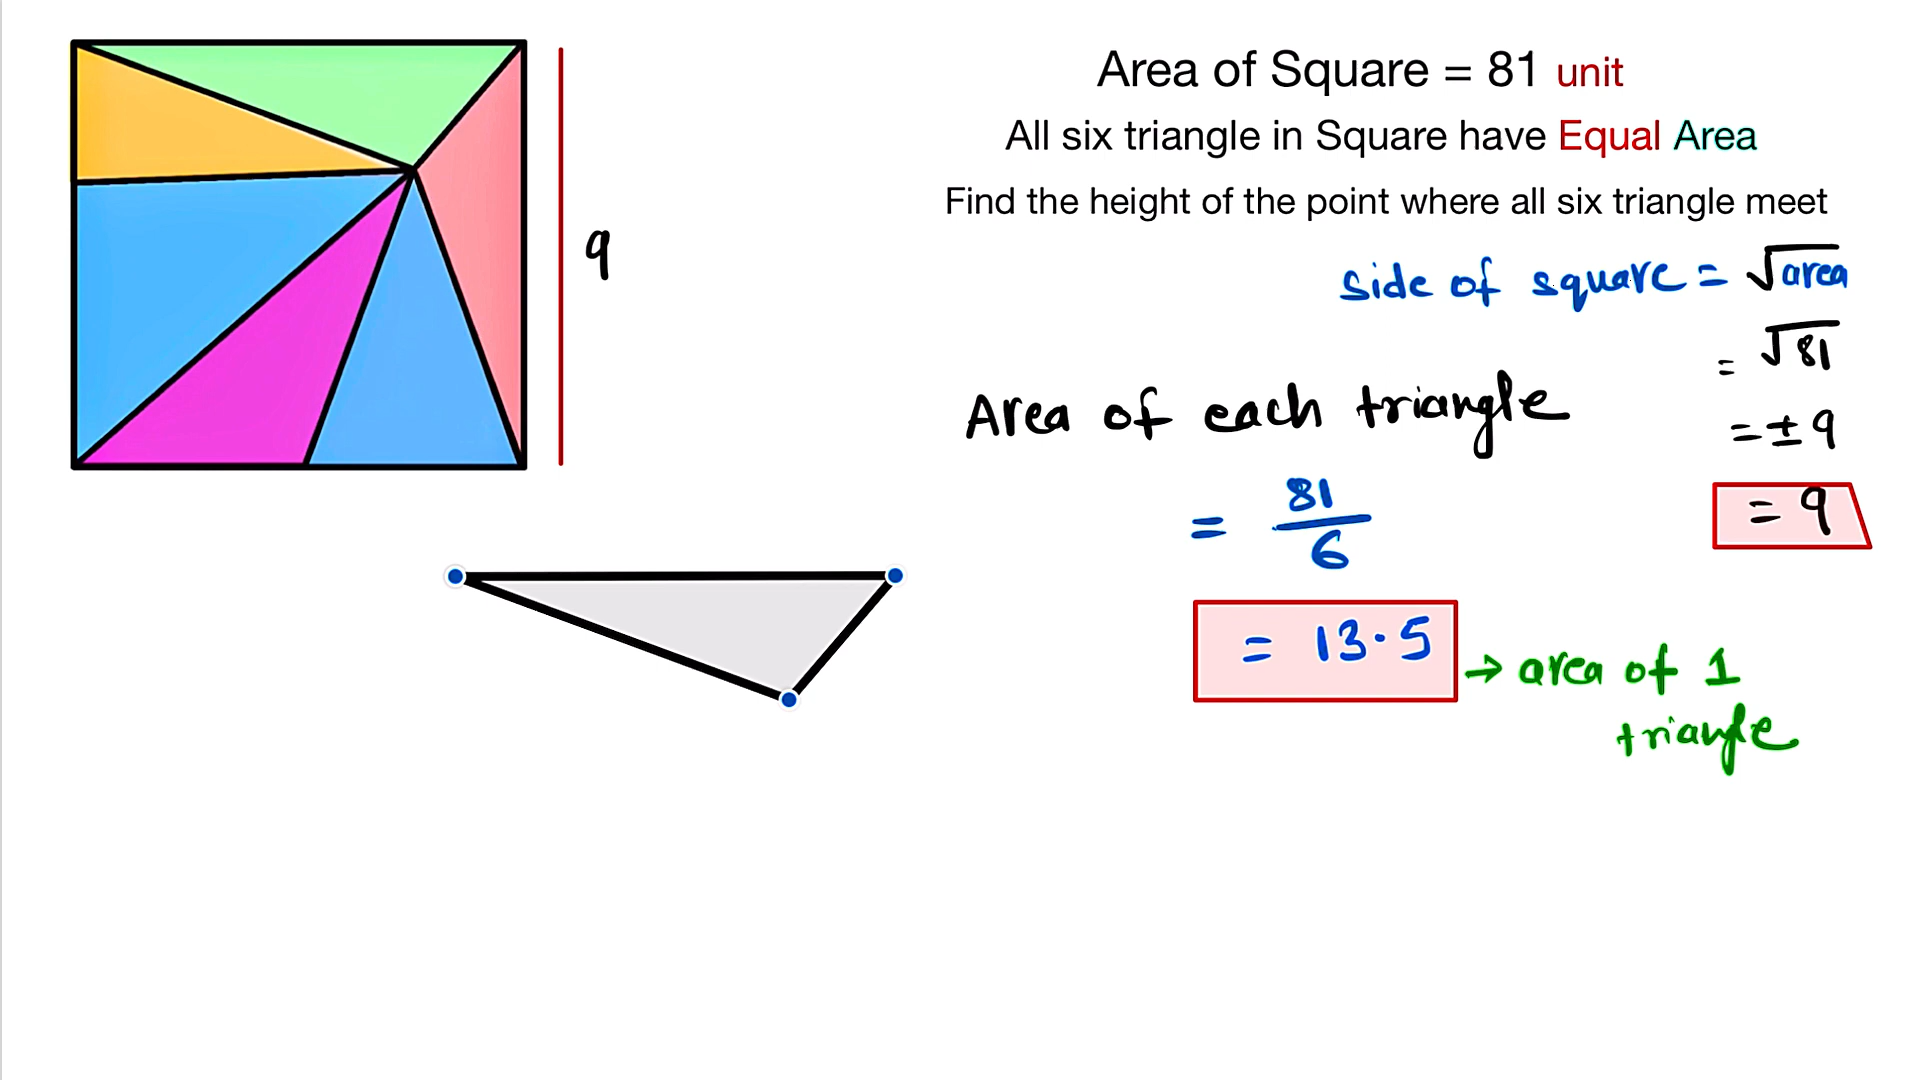 Area of Square = 81 unit
All six triangle in Square have Equal Area
Find the height of the point where all six triangle meet
9
side of square = √area
= √81
= ± 9
= 9
Area of each triangle
= 81/6
= 13.5
→ area of 1
triangle